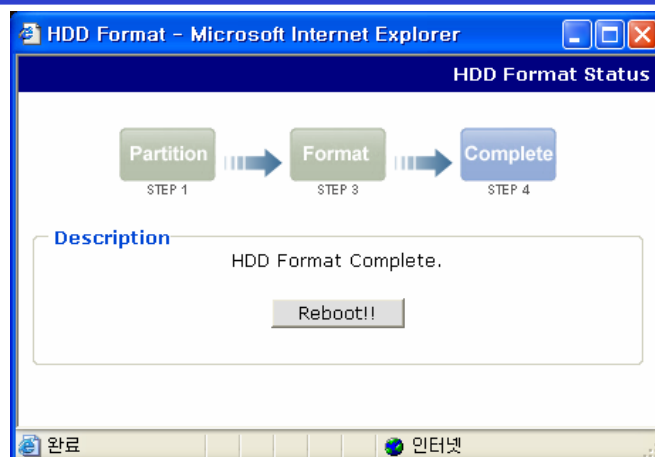 HDD Format - Microsoft Internet Explorer
HDD Format Status
Partition Format Complete
STEP 1 STEP 3 STEP 4
Description
HDD Format Complete.
Reboot!!
완료 인터넷